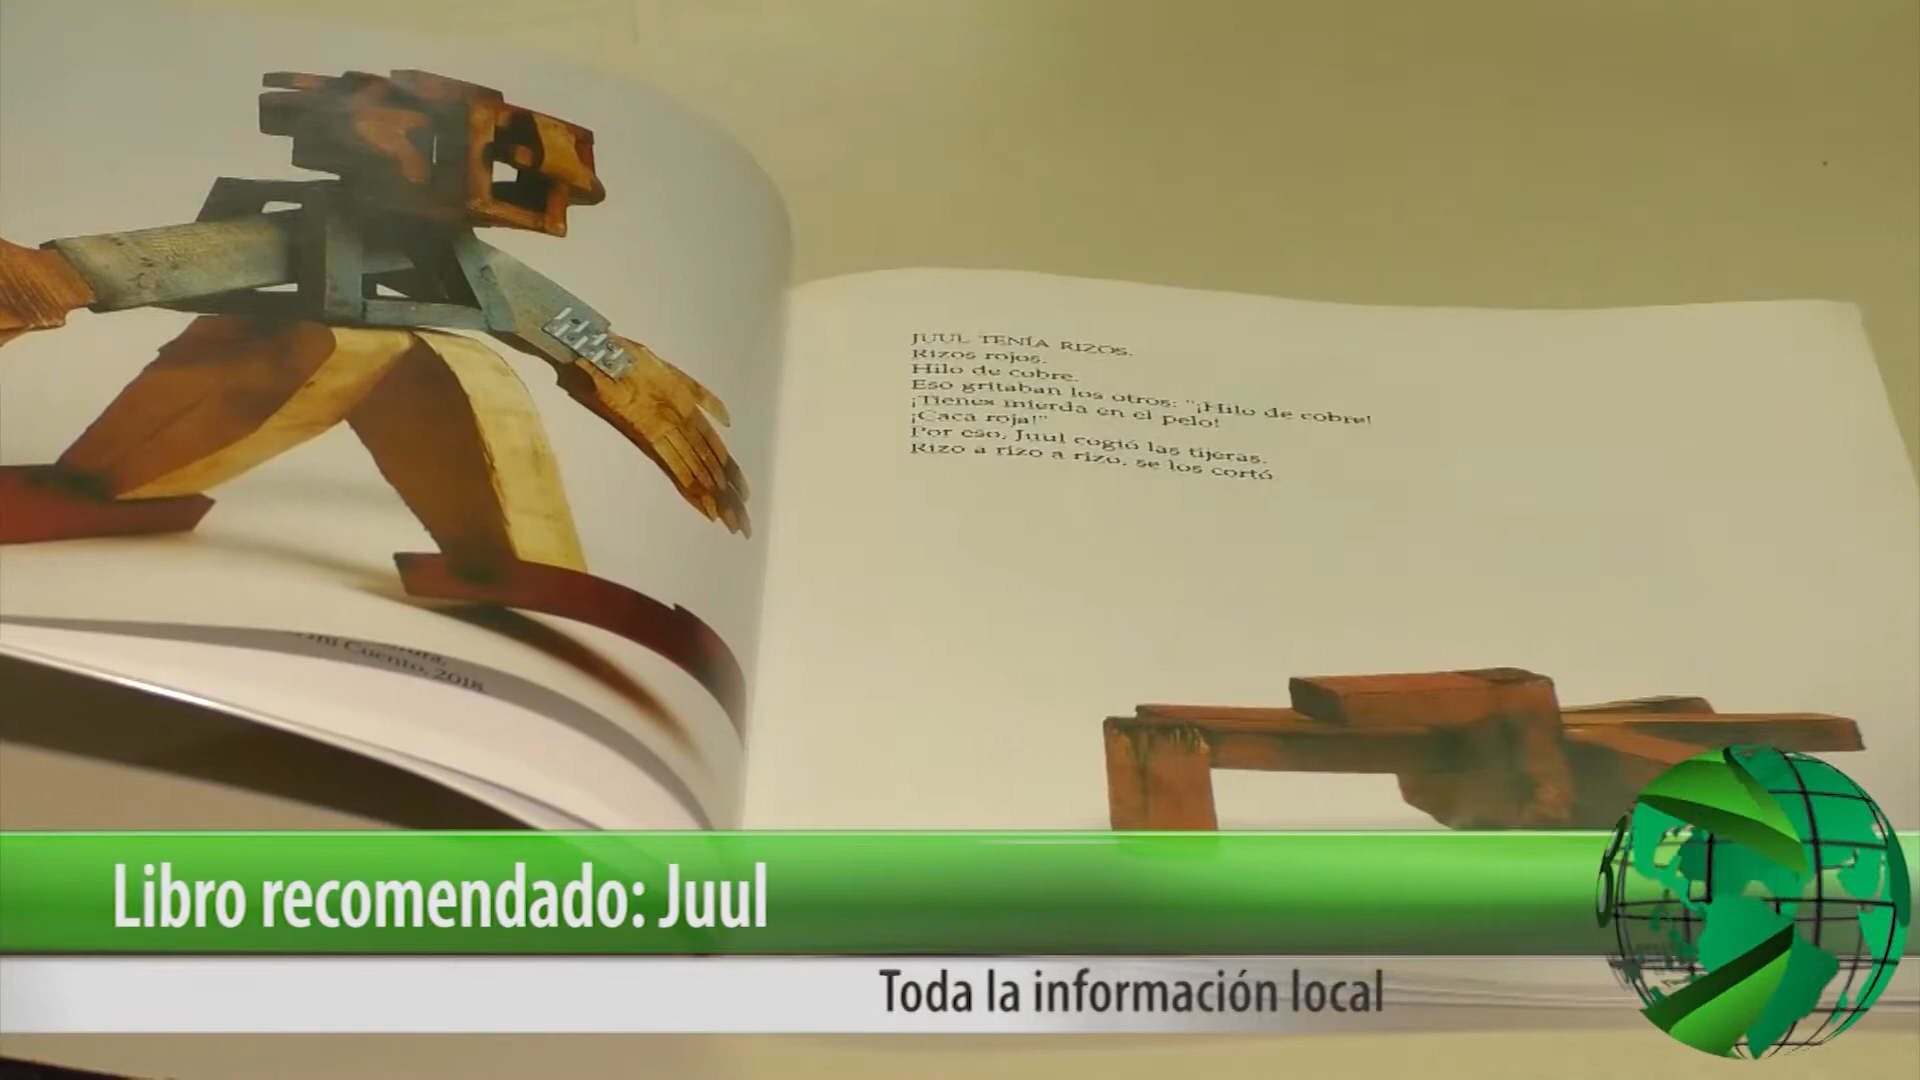 JUUL TENÍA RIZOS.
Rizos rojos.
Hilo de cobre.
Eso gritaban los otros: "¡Hilo de cobre!
¡Tienes mierda en el pelo!
¡Caca roja!"
Por eso, Juul cogió las tijeras.
Rizo a rizo a rizo, se los cortó
mi Cuento, 2018
Libro recomendado: Juul
Toda la información local